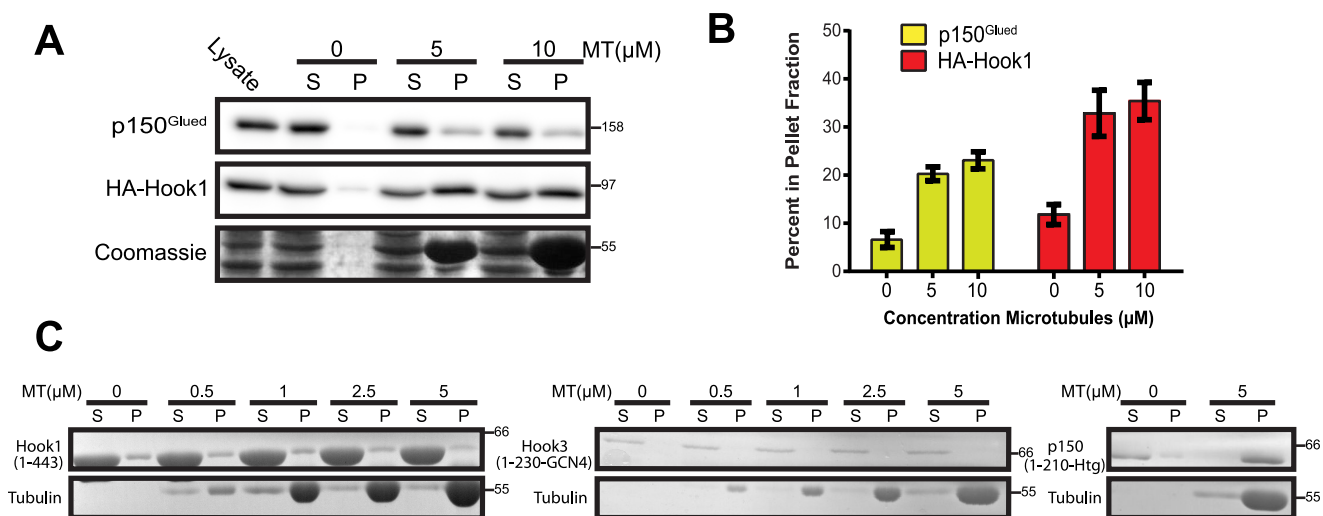 A
Lysate
0 5 10 MT(µM)
S P S P S P
p150Glued
158
HA-Hook1
97
Coomassie
55
B
Percent in Pellet Fraction
50
40
30
20
10
0
p150Glued
HA-Hook1
0 5 10 0 5 10
Concentration Microtubules (µM)
C
MT(µM) 0 0.5 1 2.5 5
S P S P S P S P S P
Hook1
(1-443)
66
Tubulin
55
MT(µM) 0 0.5 1 2.5 5
S P S P S P S P S P
Hook3
(1-230-GCN4)
66
Tubulin
55
MT(µM) 0 5
S P S P
p150
(1-210-Htg)
66
Tubulin
55